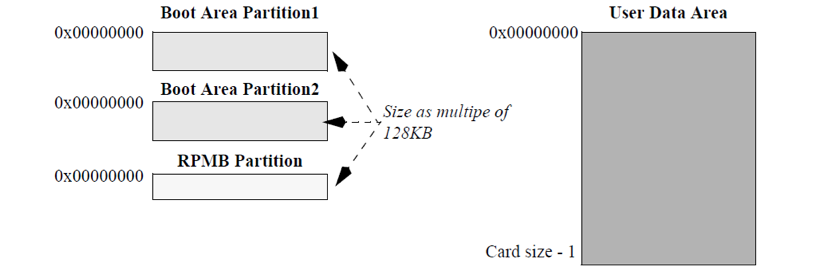 Boot Area Partition1
0x00000000
Boot Area Partition2
0x00000000
Size as multipe of
128KB
RPMB Partition
0x00000000
User Data Area
0x00000000
Card size - 1